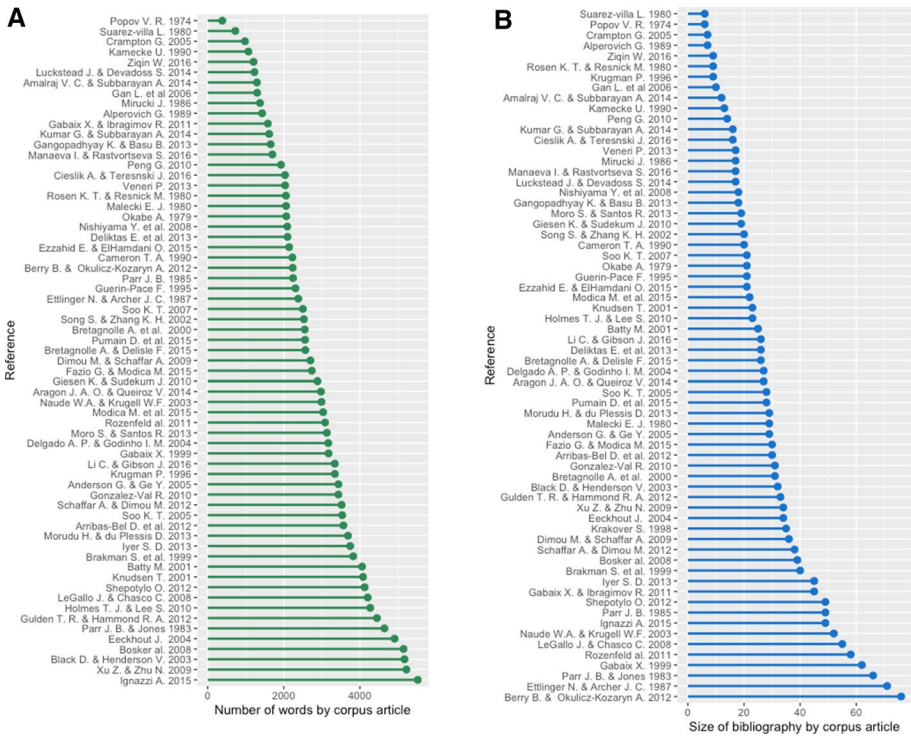 A
Popov V. R. 1974
Suarez-villa L. 1980
Crampton G. 2005
Kamecke U. 1990
Ziqin W. 2016
Luckstead J. & Devadoss S. 2014
Amalraj V. C. & Subbarayan A. 2014
Gan L. et al 2006
Mirucki J. 1986
Alperovich G. 1989
Gabaix X. & Ibragimov R. 2011
Kumar G. & Subbarayan A. 2014
Gangopadhyay K. & Basu B. 2013
Manaeva I. & Rastvortseva S. 2016
Peng G. 2010
Cieslik A. & Teresnski J. 2016
Veneri P. 2013
Rosen K. T. & Resnick M. 1980
Malecki E. J. 1980
Okabe A. 1979
Nishiyama Y. et al. 2008
Deliktas E. et al. 2013
Ezzahid E. & ElHamdani O. 2015
Cameron T. A. 1990
Berry B. & Okulicz-Kozaryn A. 2012
Parr J. B. 1985
Guerin-Pace F. 1995
Ettlinger N. & Archer J. C. 1987
Soo K. T. 2007
Song S. & Zhang K. H. 2002
Bretagnolle A. et al. 2000
Pumain D. et al. 2015
Bretagnolle A. & Delisle F. 2015
Dimou M. & Schaffar A. 2009
Fazio G. & Modica M. 2015
Giesen K. & Sudekum J. 2010
Aragon J. A. O. & Queiroz V. 2014
Naude W.A. & Krugell W.F. 2003
Modica M. et al. 2015
Rozenfeld al. 2011
Moro S. & Santos R. 2013
Delgado A. P. & Godinho I. M. 2004
Gabaix X. 1999
Li C. & Gibson J. 2016
Krugman P. 1996
Anderson G. & Ge Y. 2005
Gonzalez-Val R. 2010
Schaffar A. & Dimou M. 2012
Soo K. T. 2005
Arribas-Bel D. et al. 2012
Morudu H. & du Plessis D. 2013
Iyer S. D. 2013
Brakman S. et al. 1999
Batty M. 2001
Knudsen T. 2001
Shepotylo O. 2012
LeGallo J. & Chasco C. 2008
Holmes T. J. & Lee S. 2010
Gulden T. R. & Hammond R. A. 2012
Parr J. B. & Jones 1983
Eeckhout J. 2004
Bosker al. 2008
Black D. & Henderson V. 2003
Xu Z. & Zhu N. 2009
Ignazzi A. 2015
Reference
0 2000 4000
Number of words by corpus article
B
Suarez-villa L. 1980
Popov V. R. 1974
Crampton G. 2005
Alperovich G. 1989
Ziqin W. 2016
Rosen K. T. & Resnick M. 1980
Krugman P. 1996
Gan L. et al 2006
Amalraj V. C. & Subbarayan A. 2014
Kamecke U. 1990
Peng G. 2010
Kumar G. & Subbarayan A. 2014
Cieslik A. & Teresnski J. 2016
Veneri P. 2013
Mirucki J. 1986
Manaeva I. & Rastvortseva S. 2016
Luckstead J. & Devadoss S. 2014
Nishiyama Y. et al. 2008
Gangopadhyay K. & Basu B. 2013
Moro S. & Santos R. 2013
Giesen K. & Sudekum J. 2010
Song S. & Zhang K. H. 2002
Cameron T. A. 1990
Soo K. T. 2007
Okabe A. 1979
Guerin-Pace F. 1995
Ezzahid E. & ElHamdani O. 2015
Modica M. et al. 2015
Knudsen T. 2001
Holmes T. J. & Lee S. 2010
Batty M. 2001
Li C. & Gibson J. 2016
Deliktas E. et al. 2013
Bretagnolle A. & Delisle F. 2015
Delgado A. P. & Godinho I. M. 2004
Aragon J. A. O. & Queiroz V. 2014
Soo K. T. 2005
Pumain D. et al. 2015
Morudu H. & du Plessis D. 2013
Malecki E. J. 1980
Anderson G. & Ge Y. 2005
Fazio G. & Modica M. 2015
Arribas-Bel D. et al. 2012
Gonzalez-Val R. 2010
Bretagnolle A. et al. 2000
Black D. & Henderson V. 2003
Gulden T. R. & Hammond R. A. 2012
Xu Z. & Zhu N. 2009
Eeckhout J. 2004
Krakover S. 1998
Dimou M. & Schaffar A. 2009
Schaffar A. & Dimou M. 2012
Bosker al. 2008
Brakman S. et al. 1999
Iyer S. D. 2013
Gabaix X. & Ibragimov R. 2011
Shepotylo O. 2012
Parr J. B. 1985
Ignazzi A. 2015
Naude W.A. & Krugell W.F. 2003
LeGallo J. & Chasco C. 2008
Rozenfeld al. 2011
Gabaix X. 1999
Parr J. B. & Jones 1983
Ettlinger N. & Archer J. C. 1987
Berry B. & Okulicz-Kozaryn A. 2012
Reference
0 20 40 60
Size of bibliography by corpus article